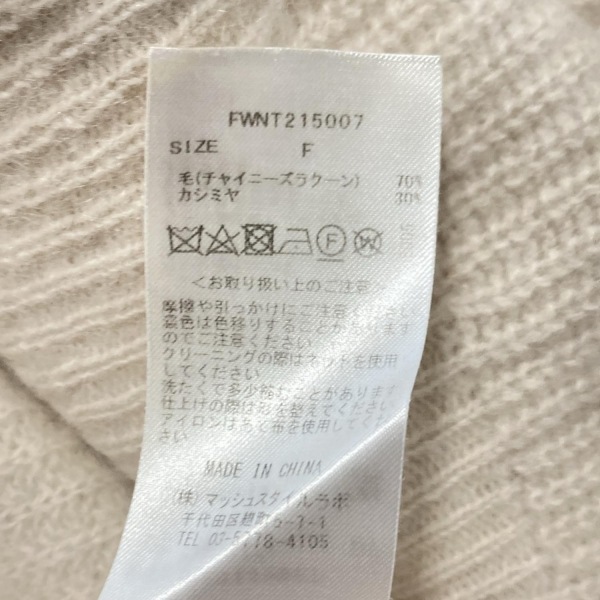 FWNT215007
SIZE F
毛(チャイニーズラクーン) 70%
カシミヤ 30%
F W
<お取り扱い上のご注意>
摩擦や引っかけにご注意ください
濃色は色移りすることがあります
のでご注意ください
クリーニングの際はネットを使用
してください
洗たくで多少縮むことがあります
仕上げの際は形を整えてください
アイロンはあて布を使用してくだ
さい
MADE IN CHINA
(株)マッシュスタイルラボ
千代田区麹町5-7-1
TEL 03-5778-4105